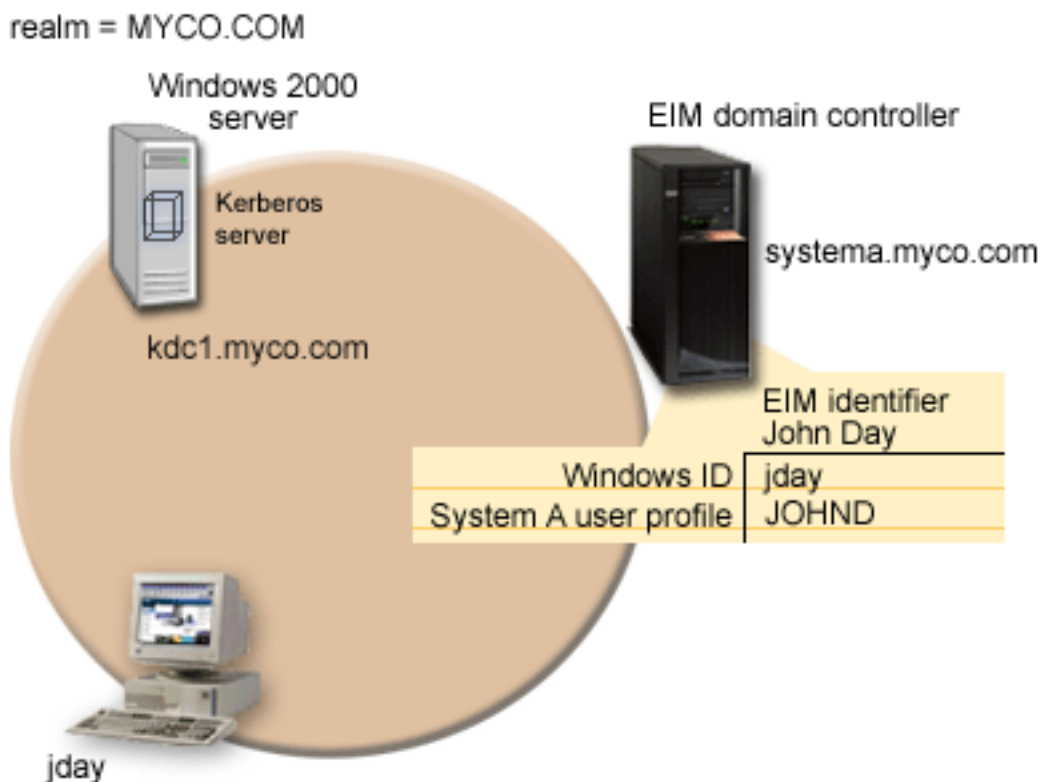 realm = MYCO.COM
Windows 2000
server
EIM domain controller
Kerberos
server
systema.myco.com
kdc1.myco.com
EIM identifier
John Day
Windows ID jday
System A user profile JOHND
jday